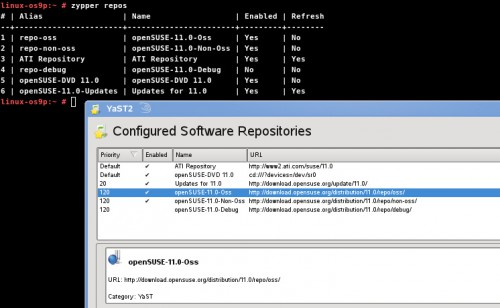 linux-os9p:~ # zypper repos
# | Alias | Name | Enabled | Refresh
--+---------------------+-----------------------+---------+--------
1 | repo-oss | openSUSE-11.0-Oss | Yes | No
2 | repo-non-oss | openSUSE-11.0-Non-Oss | Yes | No
3 | ATI Repository | ATI Repository | Yes | Yes
4 | repo-debug | openSUSE-11.0-Debug | No | No
5 | openSUSE-DVD 11.0 | openSUSE-DVD 11.0 | Yes | No
6 | openSUSE-11.0-Updates | Updates for 11.0 | Yes | Yes
linux-os9p:~ #
YaST2
Configured Software Repositories
Priority Enabled Name URL
Default ✔ ATI Repository http://www2.ati.com/suse/11.0
Default ✔ openSUSE-DVD 11.0 cd:///?devices=/dev/sr0
20 ✔ Updates for 11.0 http://download.opensuse.org/update/11.0/
120 ✔ openSUSE-11.0-Oss http://download.opensuse.org/distribution/11.0/repo/oss/
120 ✔ openSUSE-11.0-Non-Oss http://download.opensuse.org/distribution/11.0/repo/non-oss/
120 openSUSE-11.0-Debug http://download.opensuse.org/distribution/11.0/repo/debug/
openSUSE-11.0-Oss
URL: http://download.opensuse.org/distribution/11.0/repo/oss/
Category: YaST